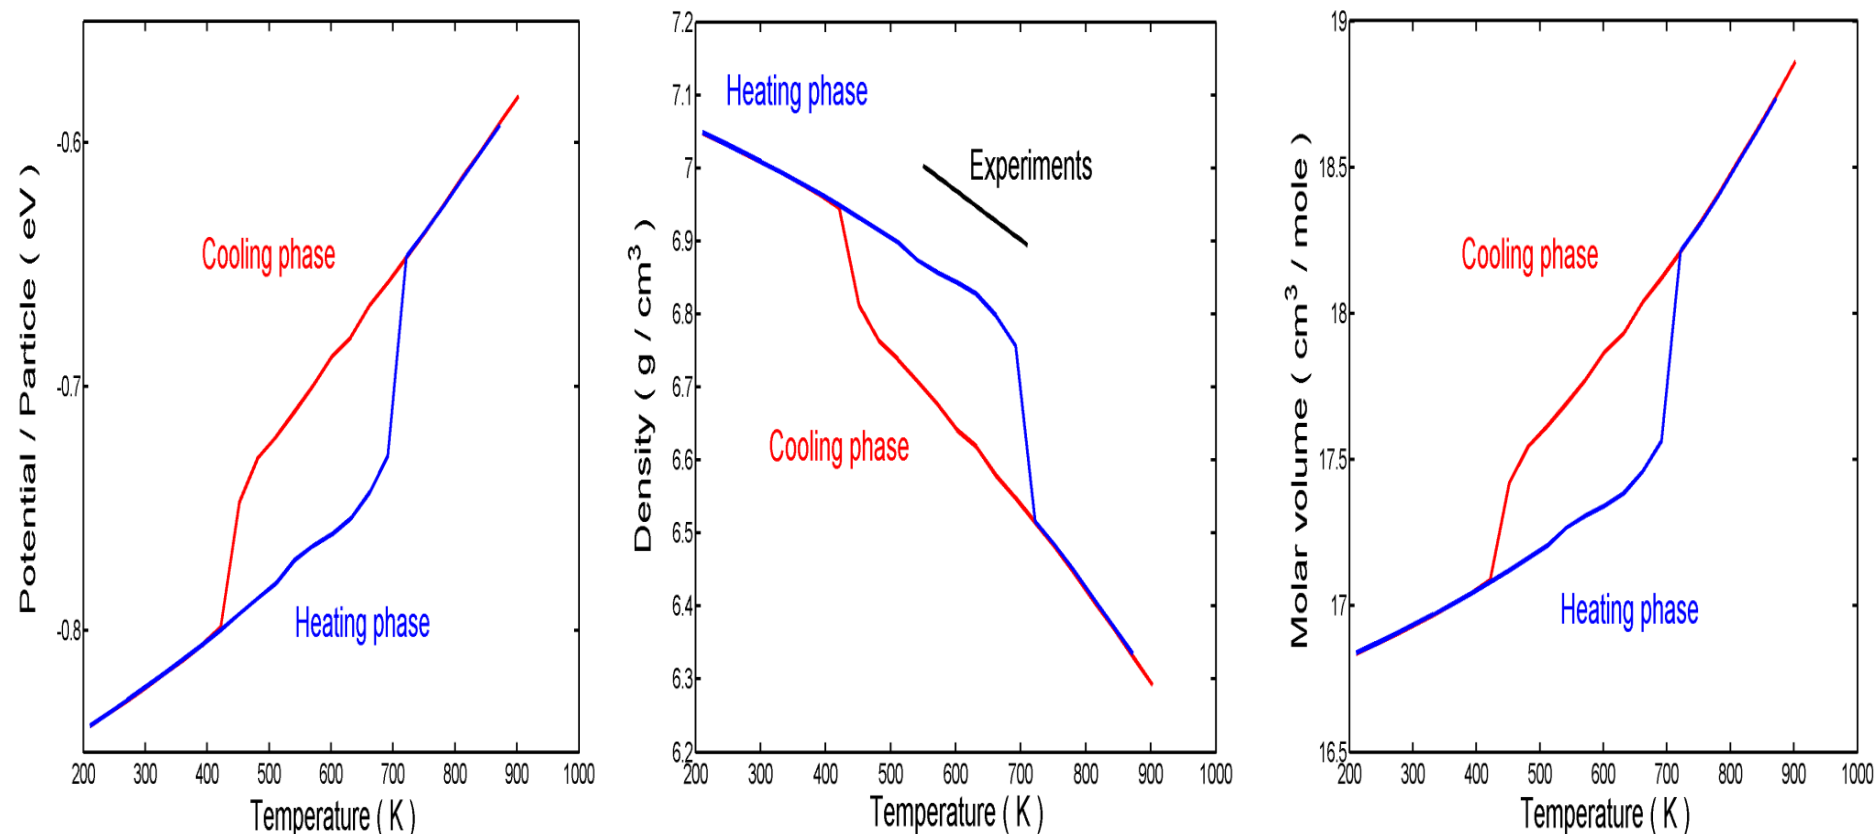 Potential / Particle ( eV )
-0.6
-0.7
-0.8
Cooling phase
Heating phase
200 300 400 500 600 700 800 900 1000
Temperature ( K )
Density ( g / cm³ )
7.2
7.1
7
6.9
6.8
6.7
6.6
6.5
6.4
6.3
6.2
Heating phase
Experiments
Cooling phase
200 300 400 500 600 700 800 900 1000
Temperature ( K )
Molar volume ( cm³ / mole )
19
18.5
18
17.5
17
16.5
Cooling phase
Heating phase
200 300 400 500 600 700 800 900 1000
Temperature ( K )